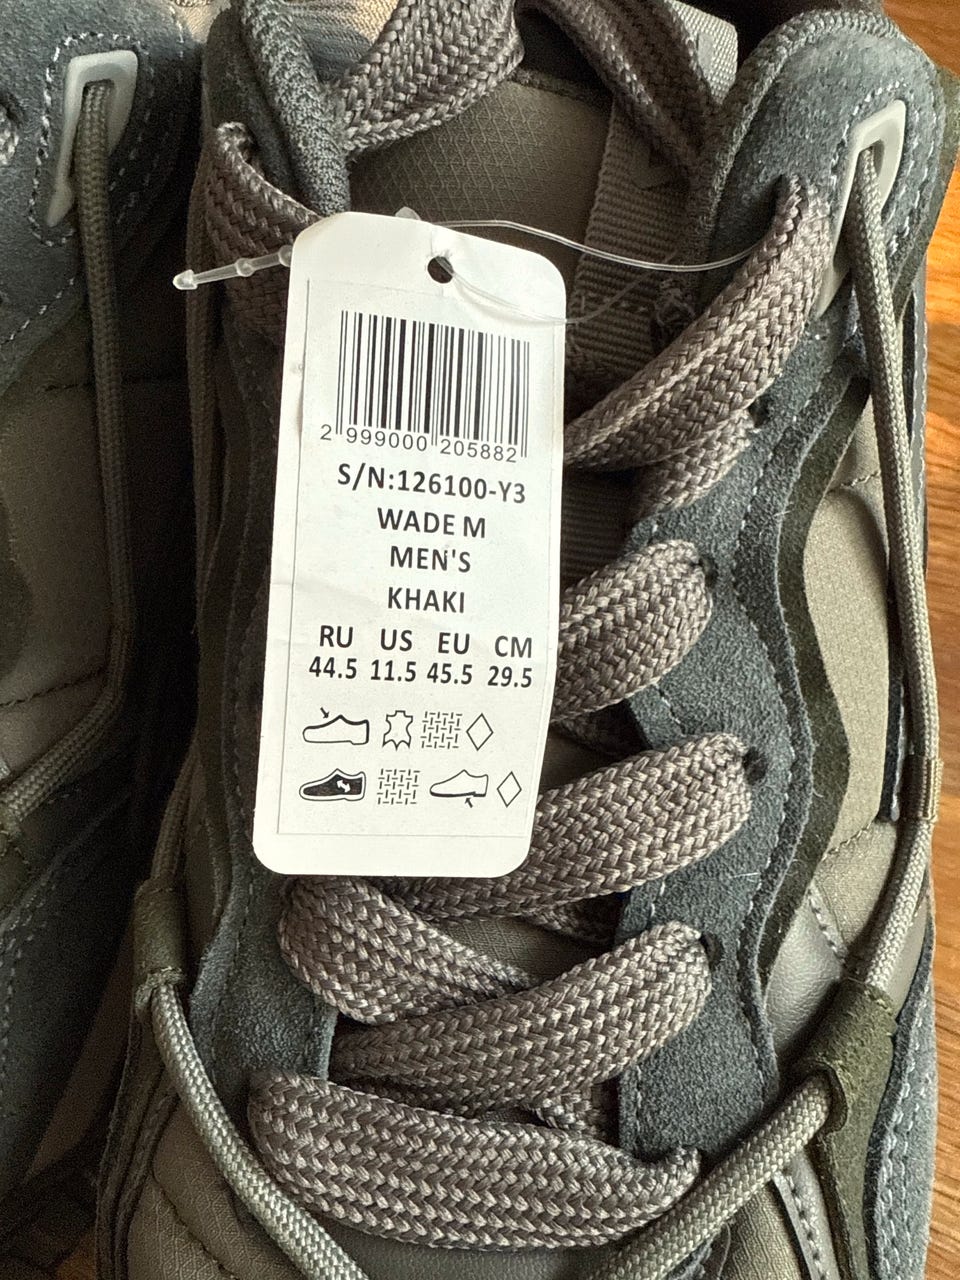 2 999000 205882
S/N:126100-Y3
WADE M
MEN'S
KHAKI
RU US EU CM
44.5 11.5 45.5 29.5